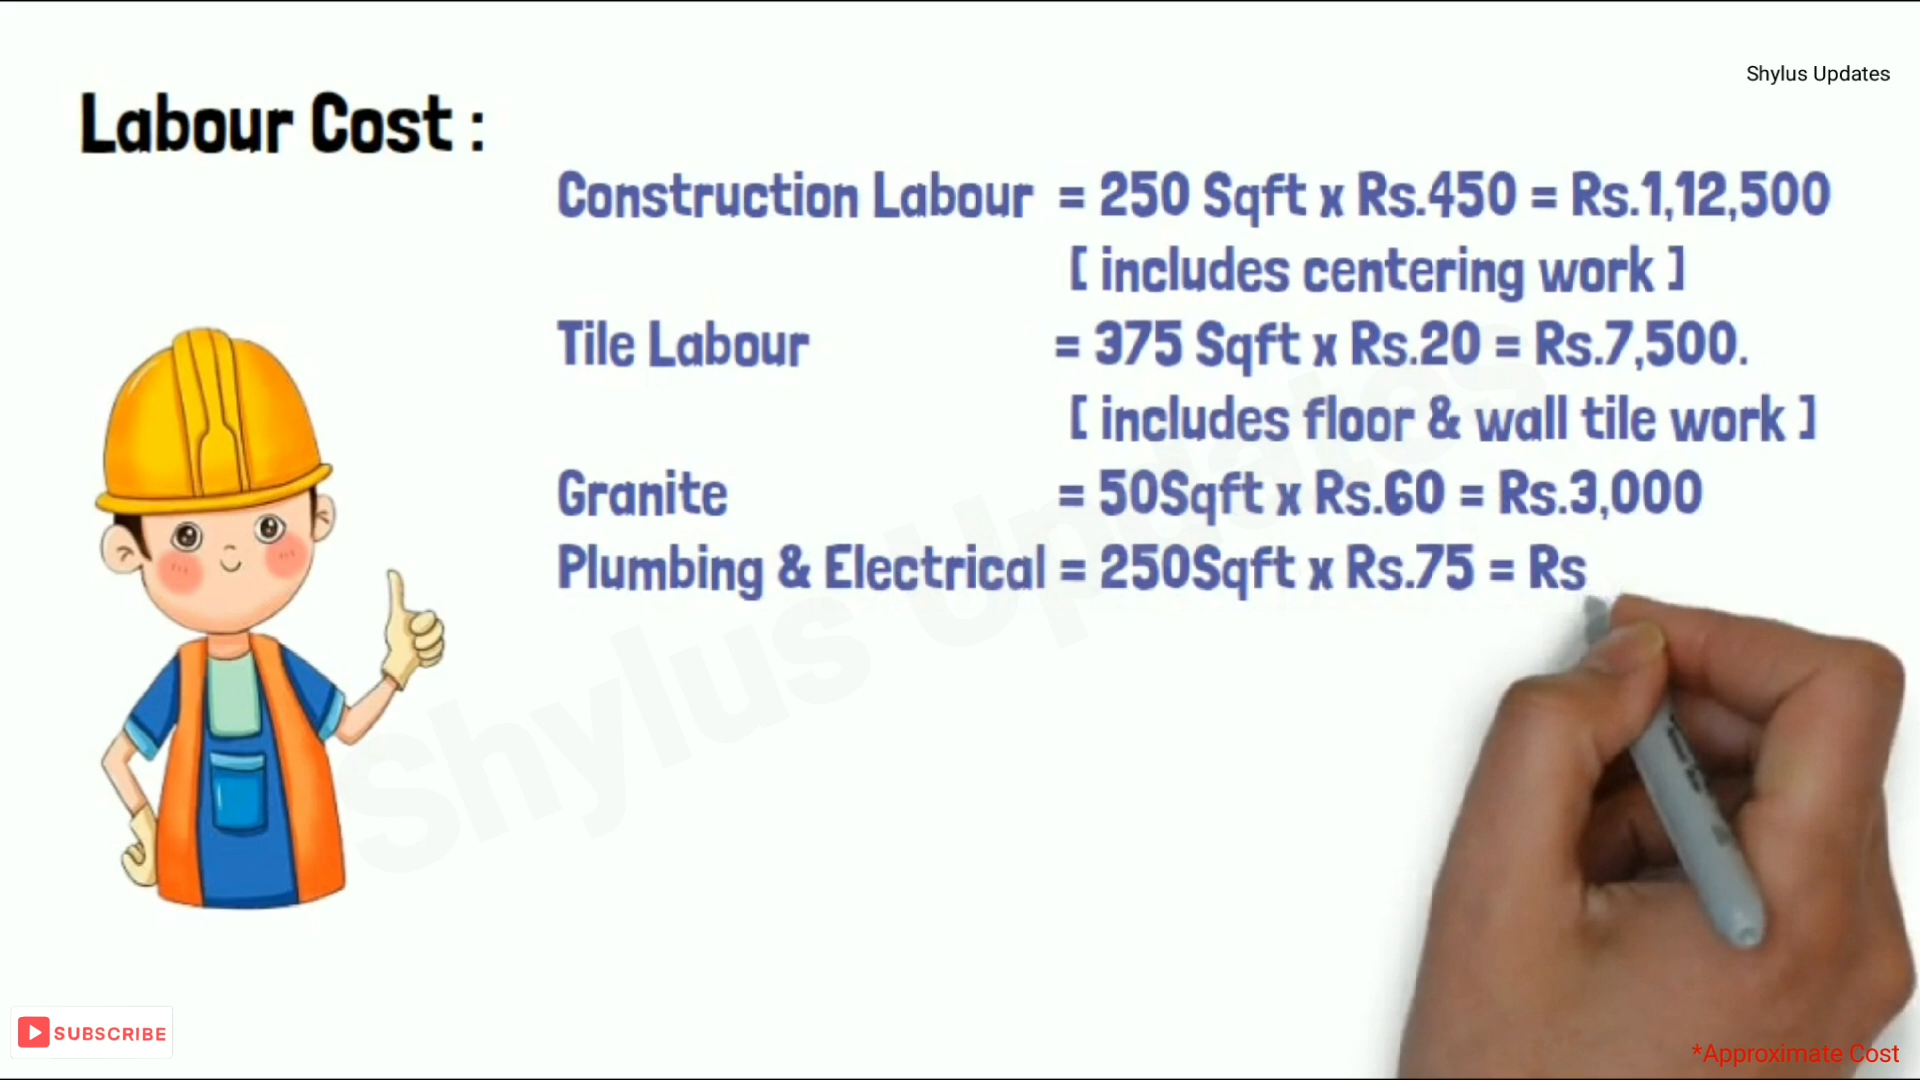 Shylus Updates
Labour Cost :
Construction Labour = 250 Sqft x Rs.450 = Rs.1,12,500
[ includes centering work ]
Tile Labour = 375 Sqft x Rs.20 = Rs.7,500.
[ includes floor & wall tile work ]
Granite = 50Sqft x Rs.60 = Rs.3,000
Plumbing & Electrical = 250Sqft x Rs.75 = Rs
Shylus Updates
SUBSCRIBE
*Approximate Cost